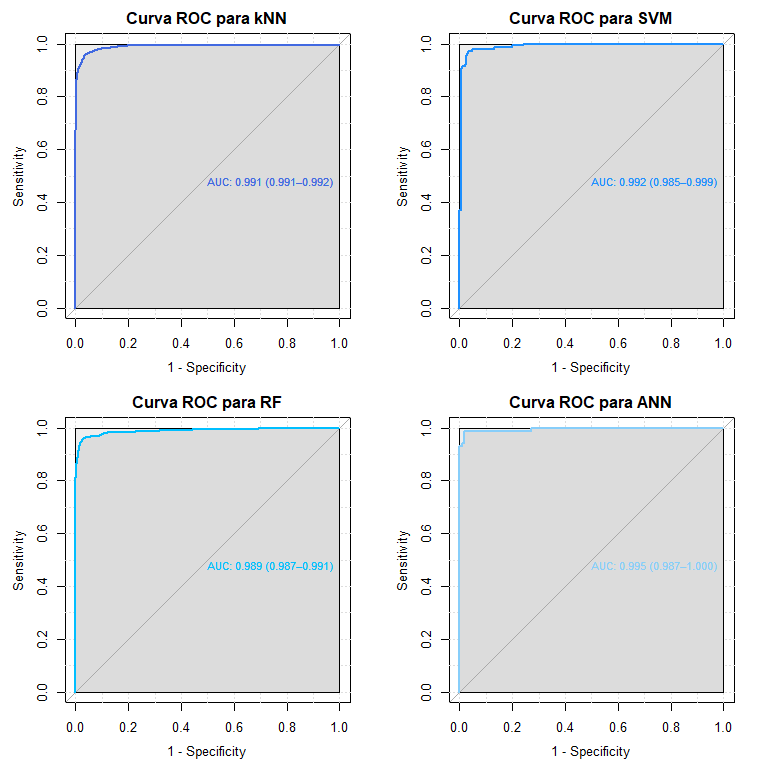 Curva ROC para kNN
Sensitivity
0.0 0.2 0.4 0.6 0.8 1.0
AUC: 0.991 (0.991–0.992)
0.0 0.2 0.4 0.6 0.8 1.0
1 - Specificity
Curva ROC para SVM
Sensitivity
0.0 0.2 0.4 0.6 0.8 1.0
AUC: 0.992 (0.985–0.999)
0.0 0.2 0.4 0.6 0.8 1.0
1 - Specificity
Curva ROC para RF
Sensitivity
0.0 0.2 0.4 0.6 0.8 1.0
AUC: 0.989 (0.987–0.991)
0.0 0.2 0.4 0.6 0.8 1.0
1 - Specificity
Curva ROC para ANN
Sensitivity
0.0 0.2 0.4 0.6 0.8 1.0
AUC: 0.995 (0.987–1.000)
0.0 0.2 0.4 0.6 0.8 1.0
1 - Specificity